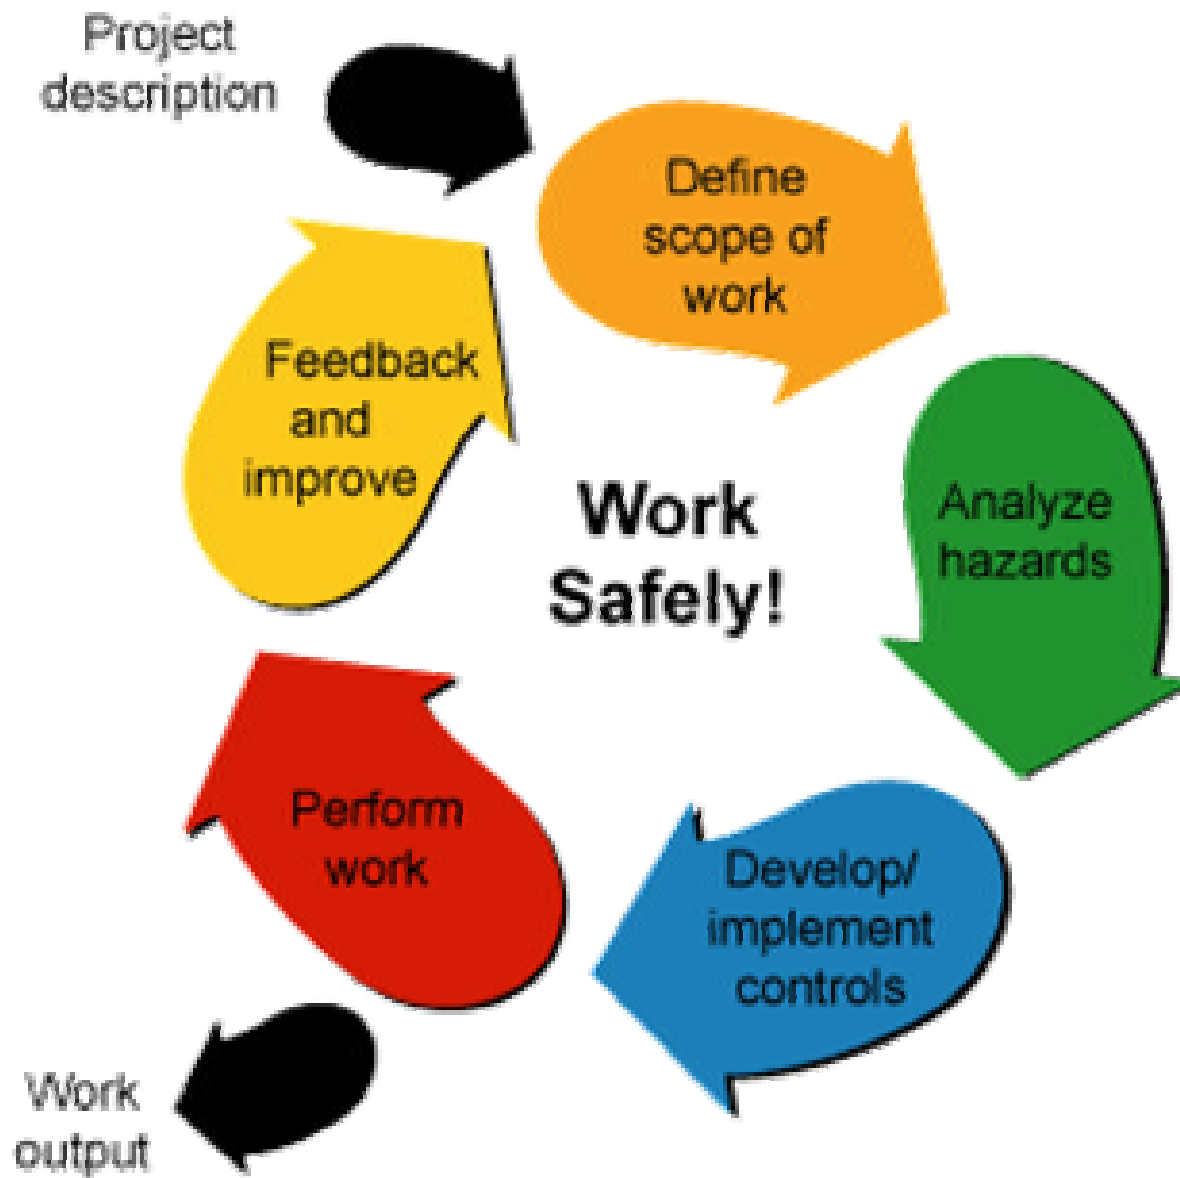 Project
description
Define
scope of
work
Analyze
hazards
Develop/
implement
controls
Perform
work
Feedback
and
improve
Work
Safely!
Work
output